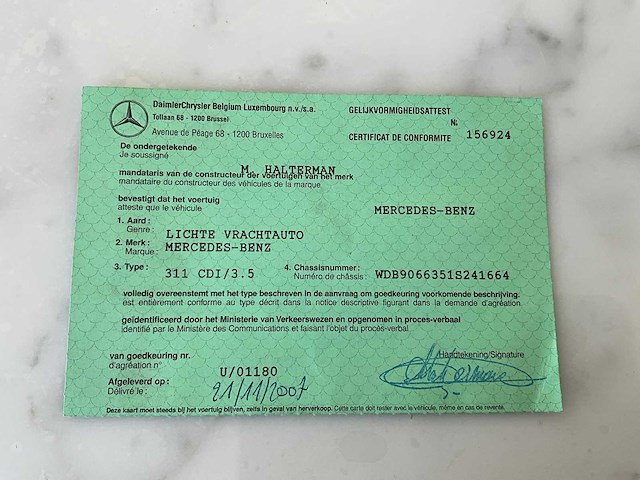 DaimlerChrysler Belgium Luxembourg n.v./s.a.
Tollaan 68 - 1200 Brussel
Avenue de Péage 68 - 1200 Bruxelles
GELIJKVORMIGHEIDSATTEST
N:
CERTIFICAT DE CONFORMITE 156924
De ondergetekende
Je soussigné
M. HALTERMAN
mandataris van de constructeur der voertuigen van het merk
mandataire du constructeur des véhicules de la marque
bevestigt dat het voertuig
atteste que le véhicule
MERCEDES-BENZ
1. Aard :
Genre : LICHTE VRACHTAUTO
2. Merk :
Marque : MERCEDES-BENZ
3. Type : 311 CDI/3.5
4. Chassisnummer :
Numéro de châssis : WDB9066351S241664
volledig overeenstemt met het type beschreven in de aanvraag om goedkeuring voorkomende beschrijving.
est entièrement conforme au type décrit dans la notice descriptive figurant dans la demande d'agréation
geïdentificeerd door het Ministerie van Verkeerswezen en opgenomen in proces-verbaal
identifié par le Ministère des Communications et faisant l'objet du procès-verbal
van goedkeuring nr.
d'agréation n° U/01180
Handtekening/Signature
Afgeleverd op :
Délivré le : 21/11/2007
Deze kaart moet steeds bij het voertuig blijven, zelfs in geval van herverkoop. Cette carte doit rester avec le véhicule, même en cas de revente.